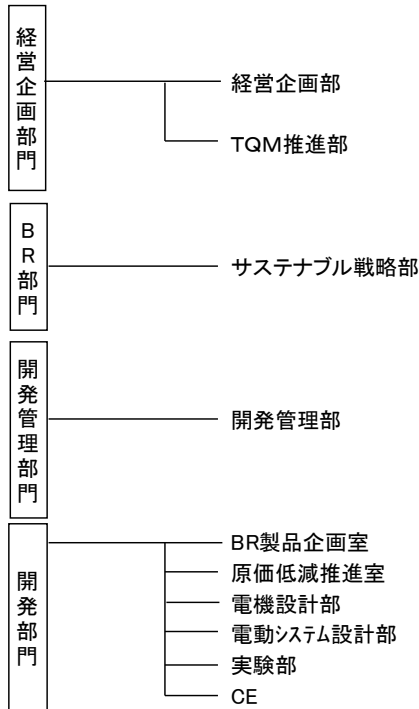 経営企画部門
経営企画部
TQM推進部
BR部門
サステナブル戦略部
開発管理部門
開発管理部
開発部門
BR製品企画室
原価低減推進室
電機設計部
電動ｼｽﾃﾑ設計部
実験部
CE